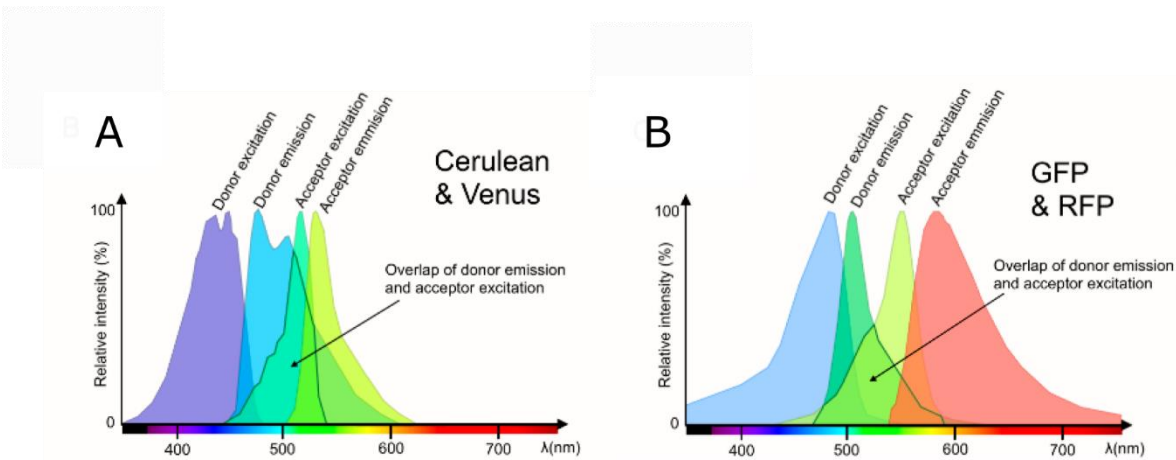 A
Donor excitation
Donor emission
Acceptor excitation
Acceptor emmision
Cerulean
& Venus
Overlap of donor emission
and acceptor excitation
Relative intensity (%)
100
0
400
500
600
700
λ(nm)
B
Donor excitation
Donor emission
Acceptor excitation
Acceptor emmision
GFP
& RFP
Overlap of donor emission
and acceptor excitation
Relative intensity (%)
100
0
400
500
600
700
λ(nm)